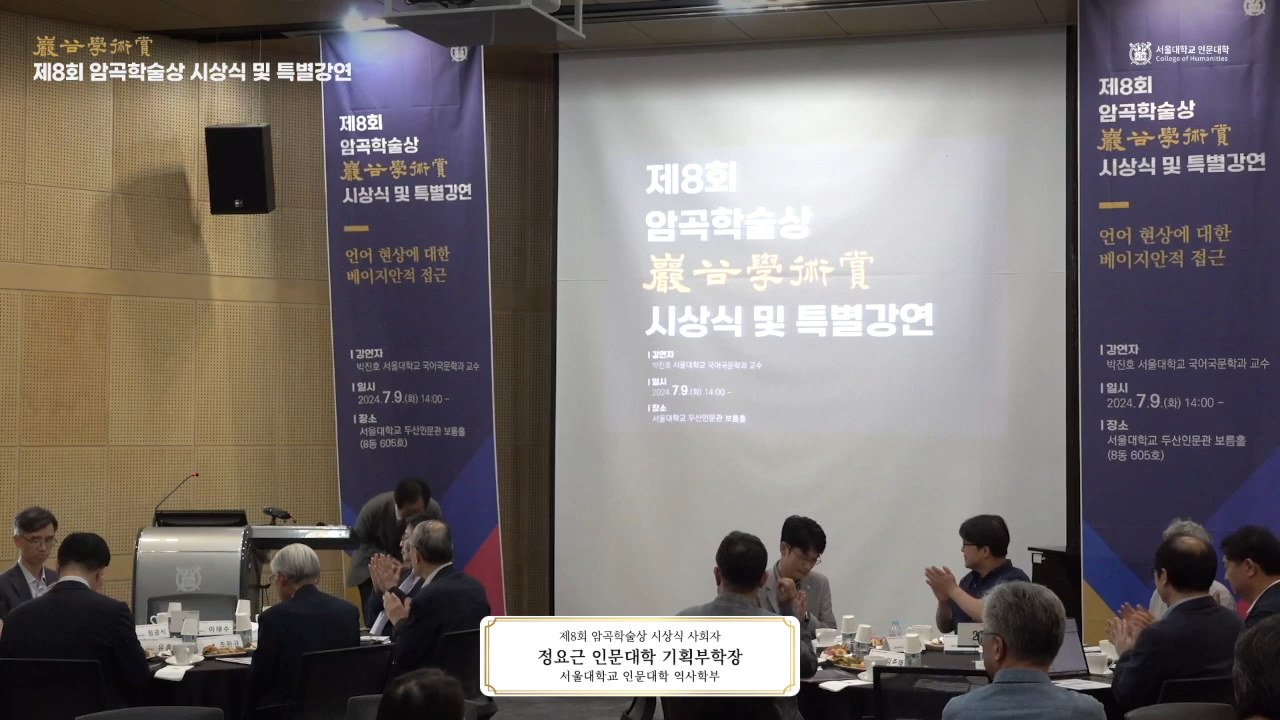 巖谷學術賞
제8회 암곡학술상 시상식 및 특별강연
제8회
암곡학술상
巖谷學術賞
시상식 및 특별강연
언어 현상에 대한
베이지안적 접근
강연자
박진호 서울대학교 국어국문학과 교수
일시
2024.7.9.(화) 14:00 ~
장소
서울대학교 두산인문관 보름홀
(8동 605호)
제8회
암곡학술상
巖谷學術賞
시상식 및 특별강연
강연자
박진호 서울대학교 국어국문학과 교수
일시
2024.7.9.(화) 14:00 ~
장소
서울대학교 두산인문관 보름홀
서울대학교 인문대학
College of Humanities
제8회
암곡학술상
巖谷學術賞
시상식 및 특별강연
언어 현상에 대한
베이지안적 접근
강연자
박진호 서울대학교 국어국문학과 교수
일시
2024.7.9.(화) 14:00 ~
장소
서울대학교 두산인문관 보름홀
(8동 605호)
이태수
제8회 암곡학술상 시상식 사회자
정요근 인문대학 기획부학장
서울대학교 인문대학 역사학부